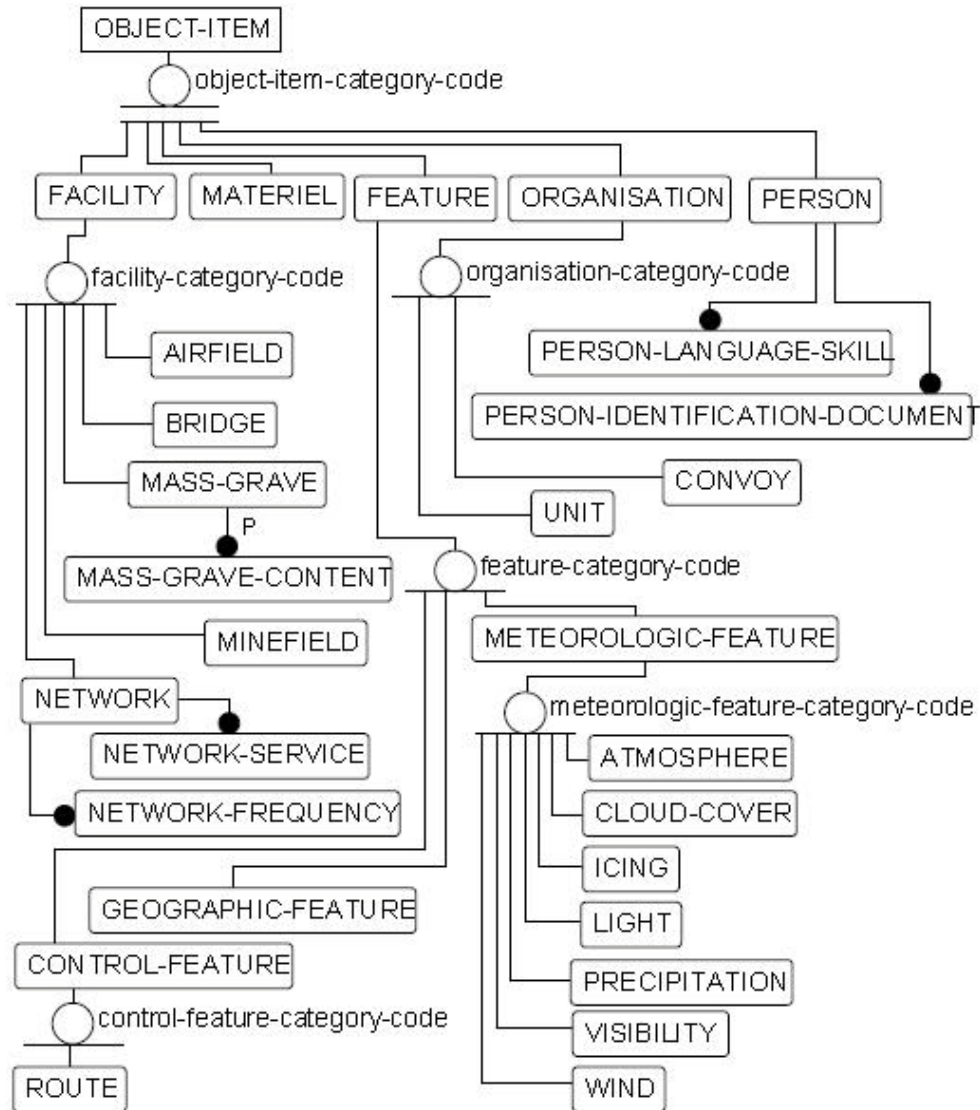 OBJECT-ITEM
object-item-category-code
FACILITY
MATERIEL
FEATURE
ORGANISATION
PERSON
facility-category-code
organisation-category-code
AIRFIELD
PERSON-LANGUAGE-SKILL
BRIDGE
PERSON-IDENTIFICATION-DOCUMENT
MASS-GRAVE
CONVOY
UNIT
P
MASS-GRAVE-CONTENT
feature-category-code
MINEFIELD
METEOROLOGIC-FEATURE
NETWORK
meteorologic-feature-category-code
NETWORK-SERVICE
ATMOSPHERE
NETWORK-FREQUENCY
CLOUD-COVER
ICING
GEOGRAPHIC-FEATURE
LIGHT
CONTROL-FEATURE
PRECIPITATION
control-feature-category-code
VISIBILITY
ROUTE
WIND